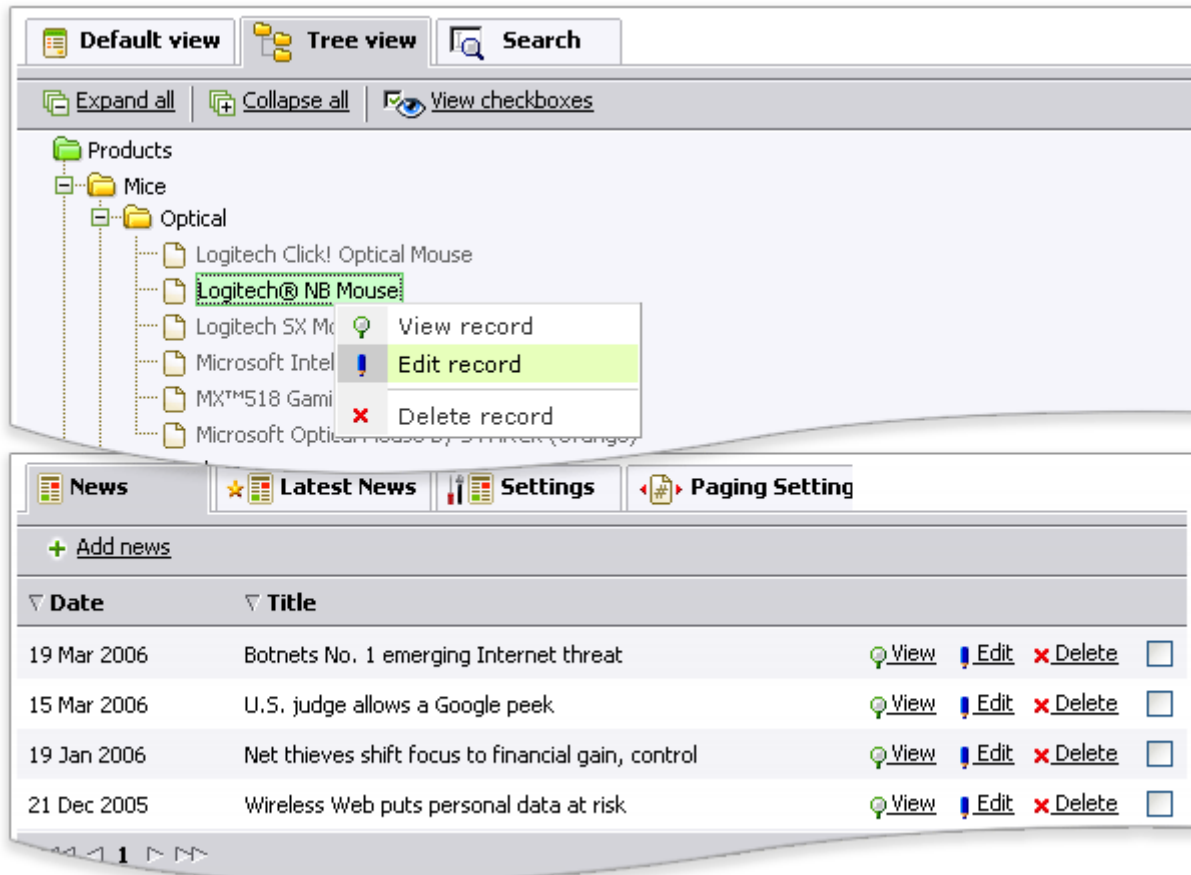 Default view Tree view Search
Expand all Collapse all View checkboxes
Products
Mice
Optical
Logitech Click! Optical Mouse
Logitech® NB Mouse
Logitech SX
View record
Microsoft
Edit record
MX™518
Delete record
Microsoft
News Latest News Settings Paging Setting
Add news
Date Title
19 Mar 2006 Botnets No. 1 emerging Internet threat View Edit Delete
15 Mar 2006 U.S. judge allows a Google peek View Edit Delete
19 Jan 2006 Net thieves shift focus to financial gain, control View Edit Delete
21 Dec 2005 Wireless Web puts personal data at risk View Edit Delete
1